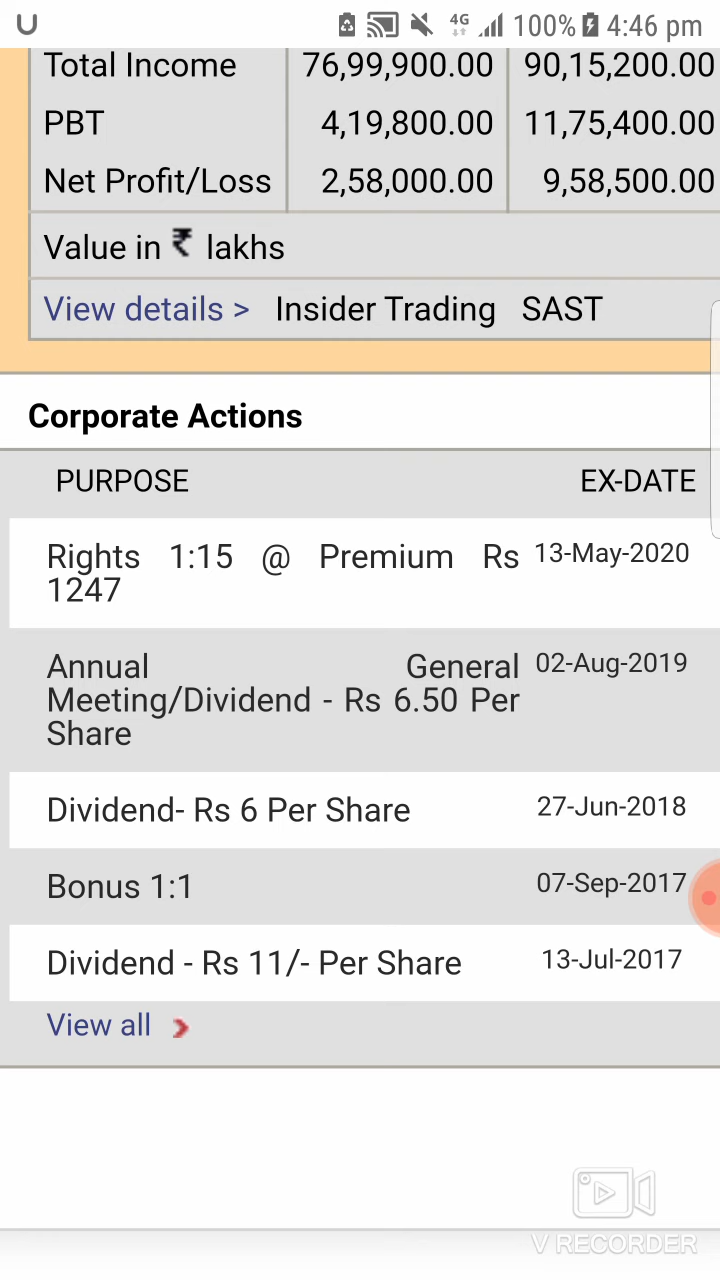 4G 100% 4:46 pm
Total Income 76,99,900.00 90,15,200.00
PBT 4,19,800.00 11,75,400.00
Net Profit/Loss 2,58,000.00 9,58,500.00
Value in ₹ lakhs
View details > Insider Trading SAST
Corporate Actions
PURPOSE EX-DATE
Rights 1:15 @ Premium Rs 13-May-2020
1247
Annual General 02-Aug-2019
Meeting/Dividend - Rs 6.50 Per
Share
Dividend- Rs 6 Per Share 27-Jun-2018
Bonus 1:1 07-Sep-2017
Dividend - Rs 11/- Per Share 13-Jul-2017
View all
V RECORDER